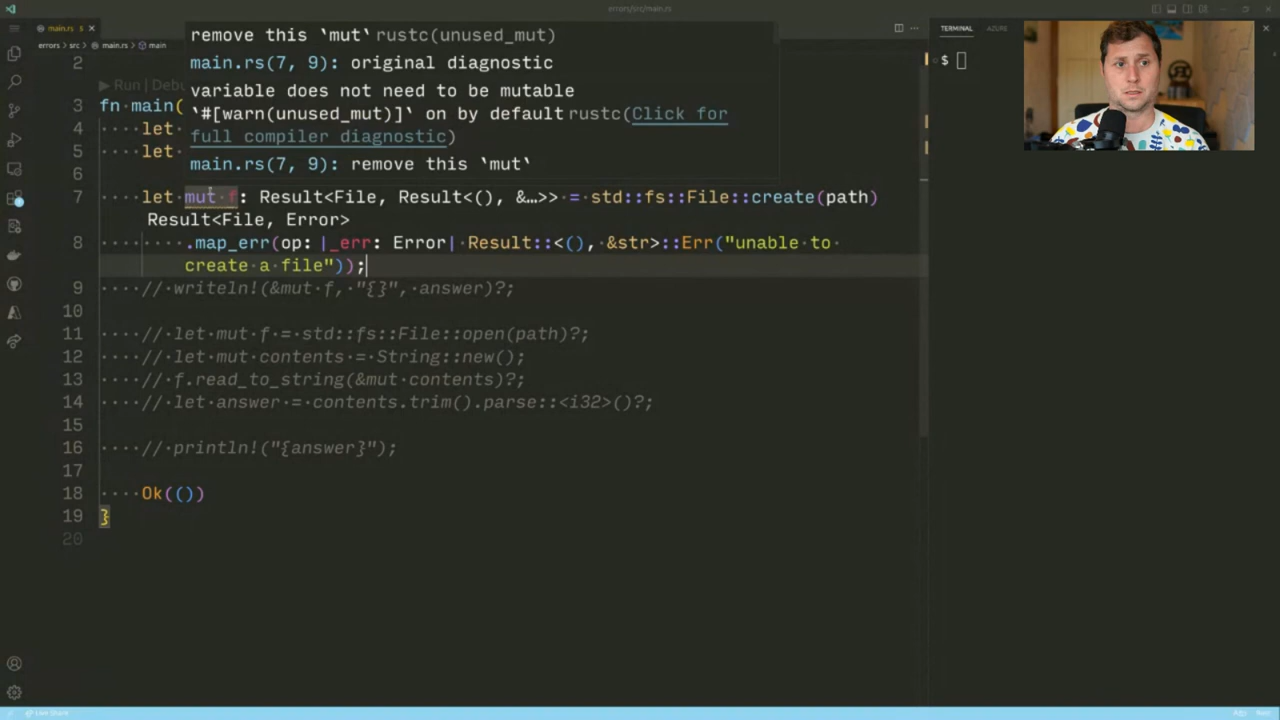 errors/src/main.rs
main.rs 5
TERMINAL
AZURE
errors > src > main.rs > main
remove this `mut` rustc(unused_mut)
main.rs(7, 9): original diagnostic
variable does not need to be mutable
`#[warn(unused_mut)]` on by default rustc(Click for
full compiler diagnostic)
main.rs(7, 9): remove this `mut`
$
2
▶ Run | Debu
3 fn main(
4 ····let
5 ····let
6
7 let mut f: Result<File, Result<(), &…>> = std::fs::File::create(path)
Result<File, Error>
8 ········.map_err(op: |_err: Error| Result::<(), &str>::Err("unable to·
create a file"));
9 ····//·writeln!(&mut·f,·"{}",·answer)?;
10
11 ····//·let·mut·f·=·std::fs::File::open(path)?;
12 ····//·let·mut·contents·=·String::new();
13 ····//·f.read_to_string(&mut·contents)?;
14 ····//·let·answer·=·contents.trim().parse::<i32>()?;
15
16 ····//·println!("{answer}");
17
18 ····Ok(())
19 }
20
Live Share